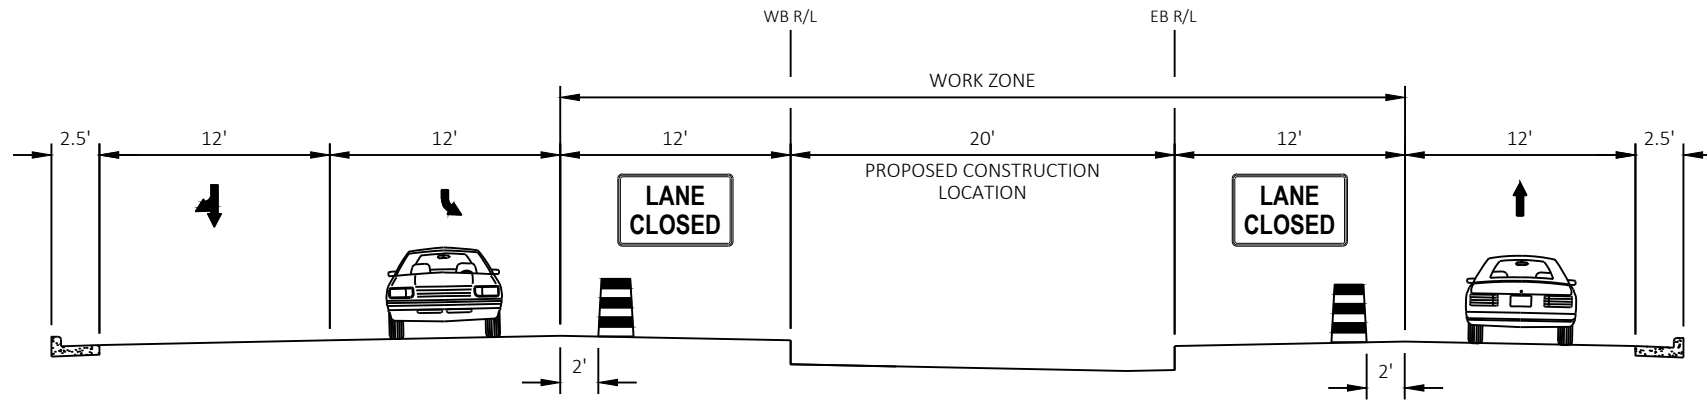 WB R/L
EB R/L
WORK ZONE
2.5'
12'
12'
12'
20'
12'
12'
2.5'
PROPOSED CONSTRUCTION
LOCATION
LANE
CLOSED
LANE
CLOSED
2'
2'